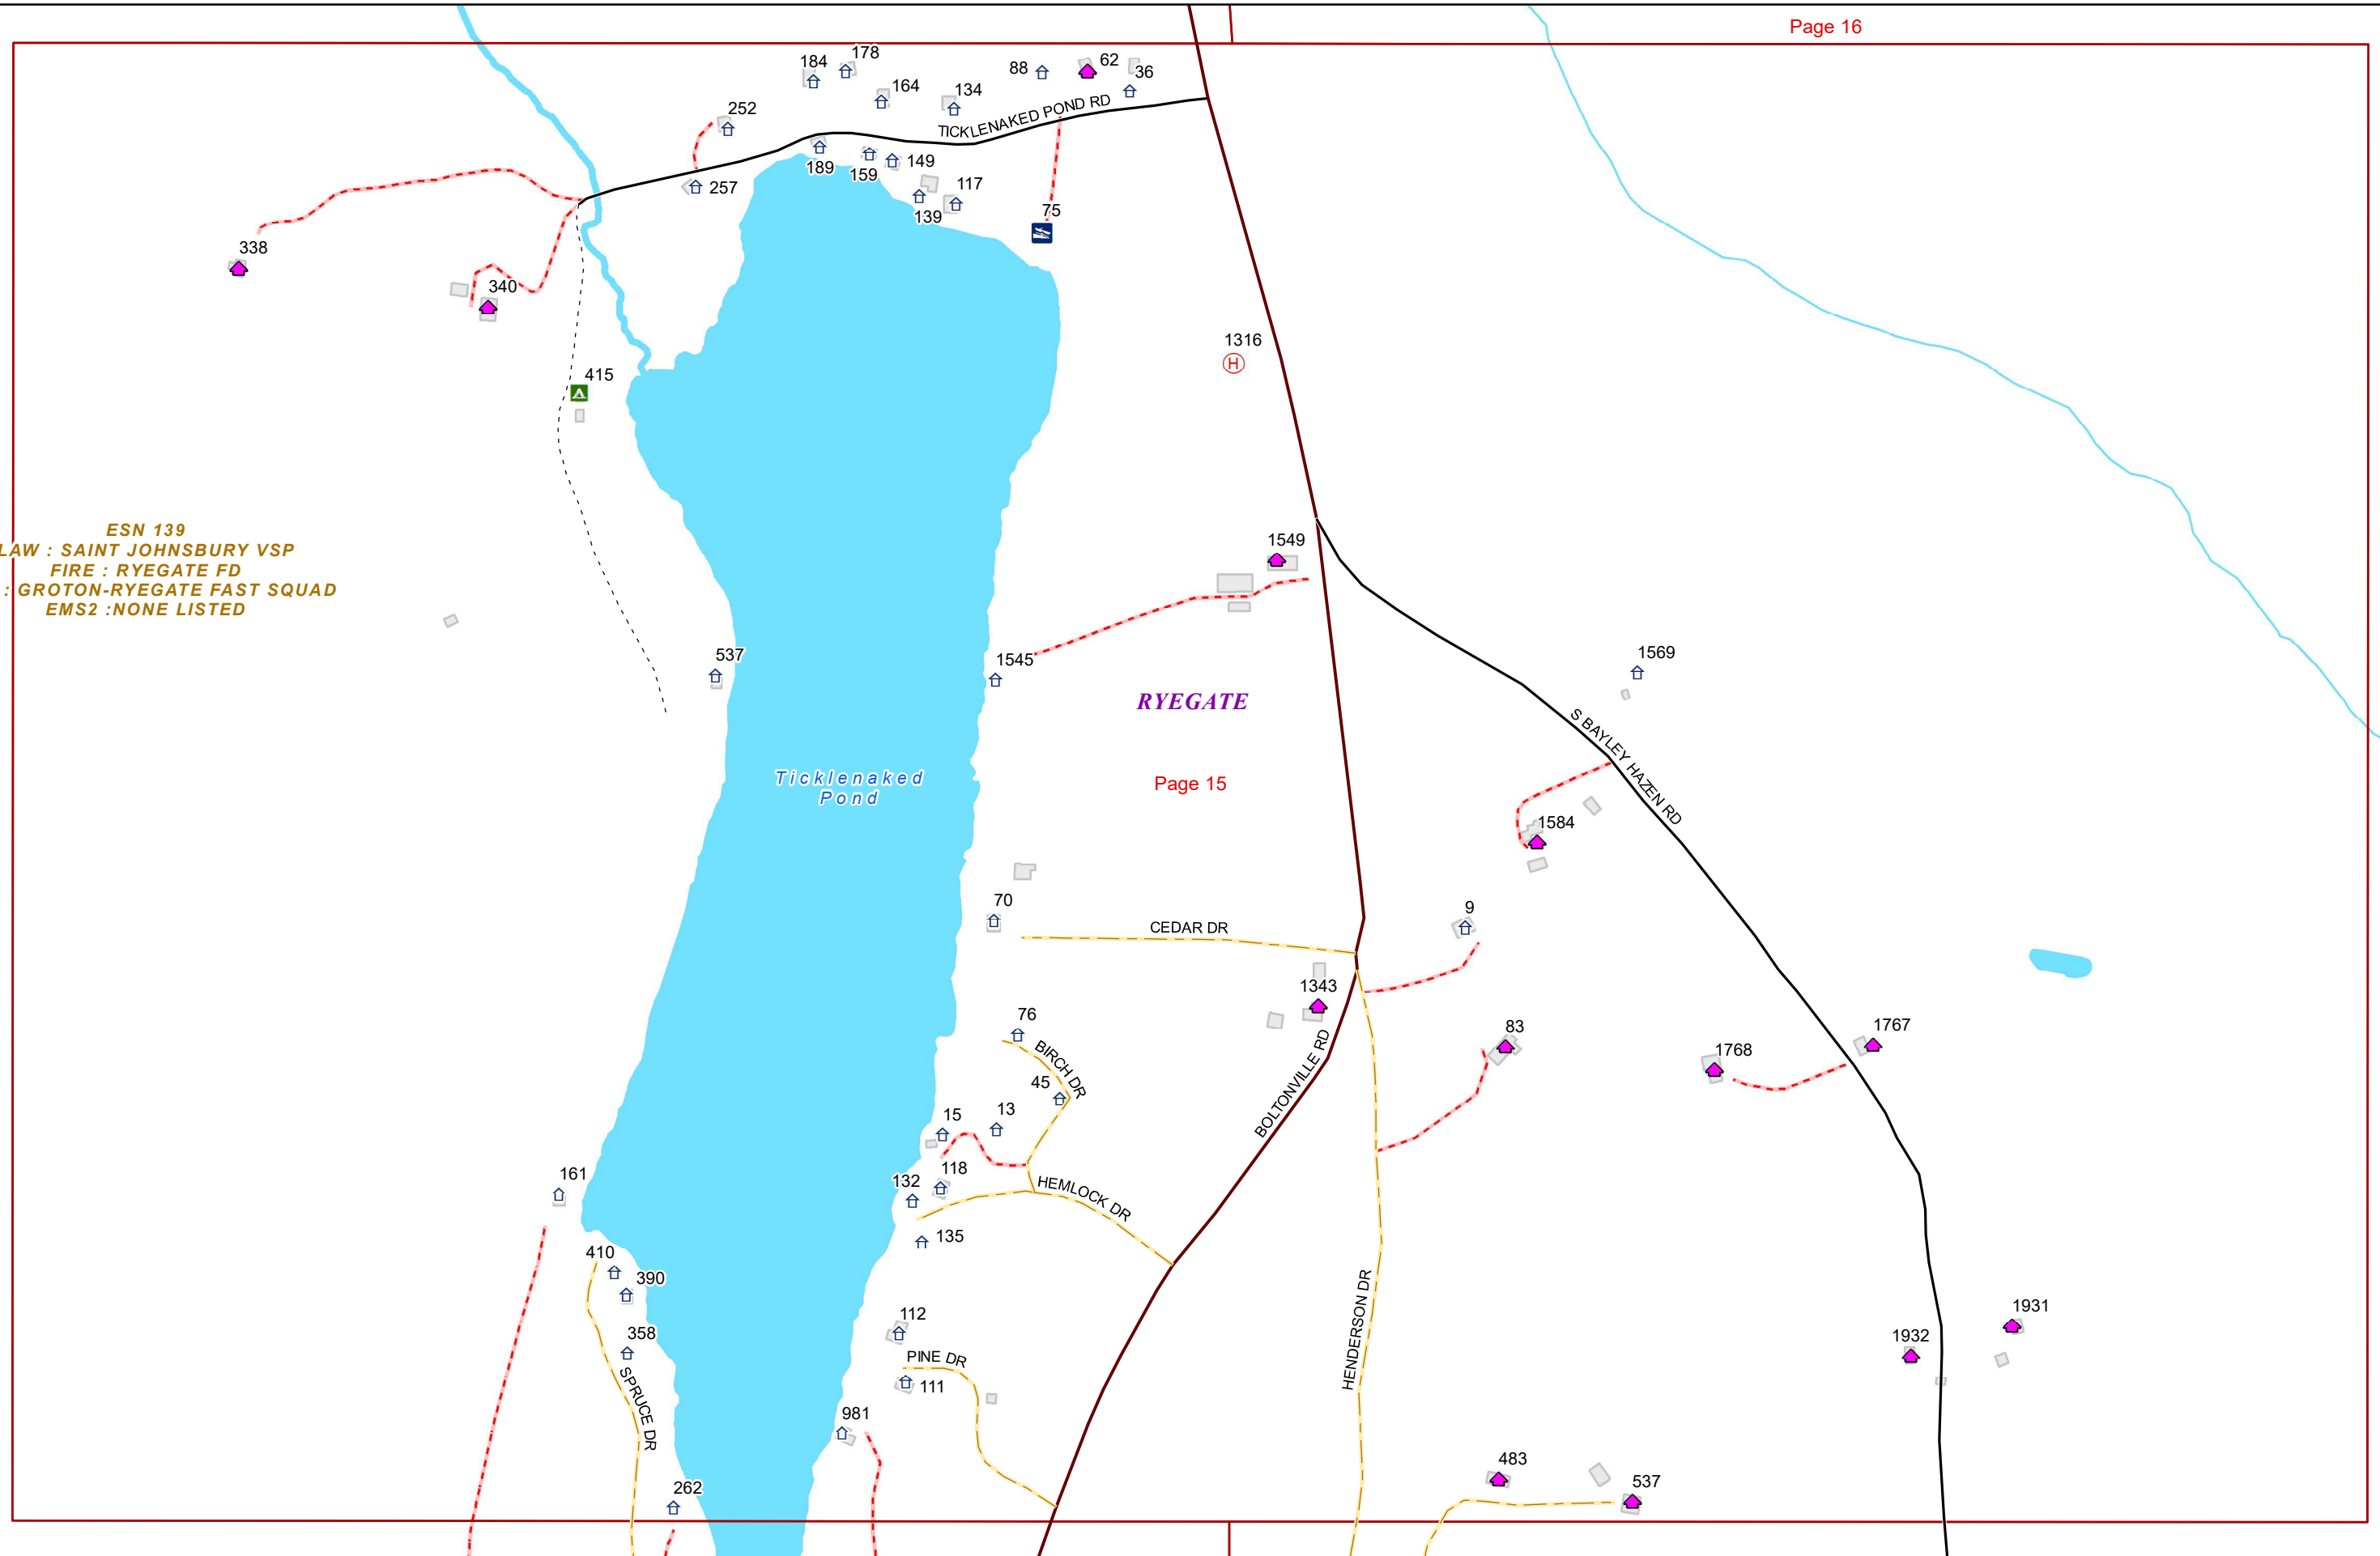 Page 16
178
184
62
88
36
164
134
252
TICKLENAKED POND RD
189
159
149
257
117
139
75
338
340
1316
H
415
ESN 139
LAW : SAINT JOHNSBURY VSP
FIRE : RYEGATE FD
: GROTON-RYEGATE FAST SQUAD
EMS2 :NONE LISTED
1549
537
1545
1569
RYEGATE
S BAYLEY HAZEN RD
Ticklenaked
Pond
Page 15
1584
70
9
CEDAR DR
1343
76
83
1767
1768
BIRCH DR
45
BOLTONVILLE RD
15
13
161
118
132
HEMLOCK DR
135
410
390
HENDERSON DR
112
358
1931
1932
PINE DR
111
SPRUCE DR
981
483
262
537